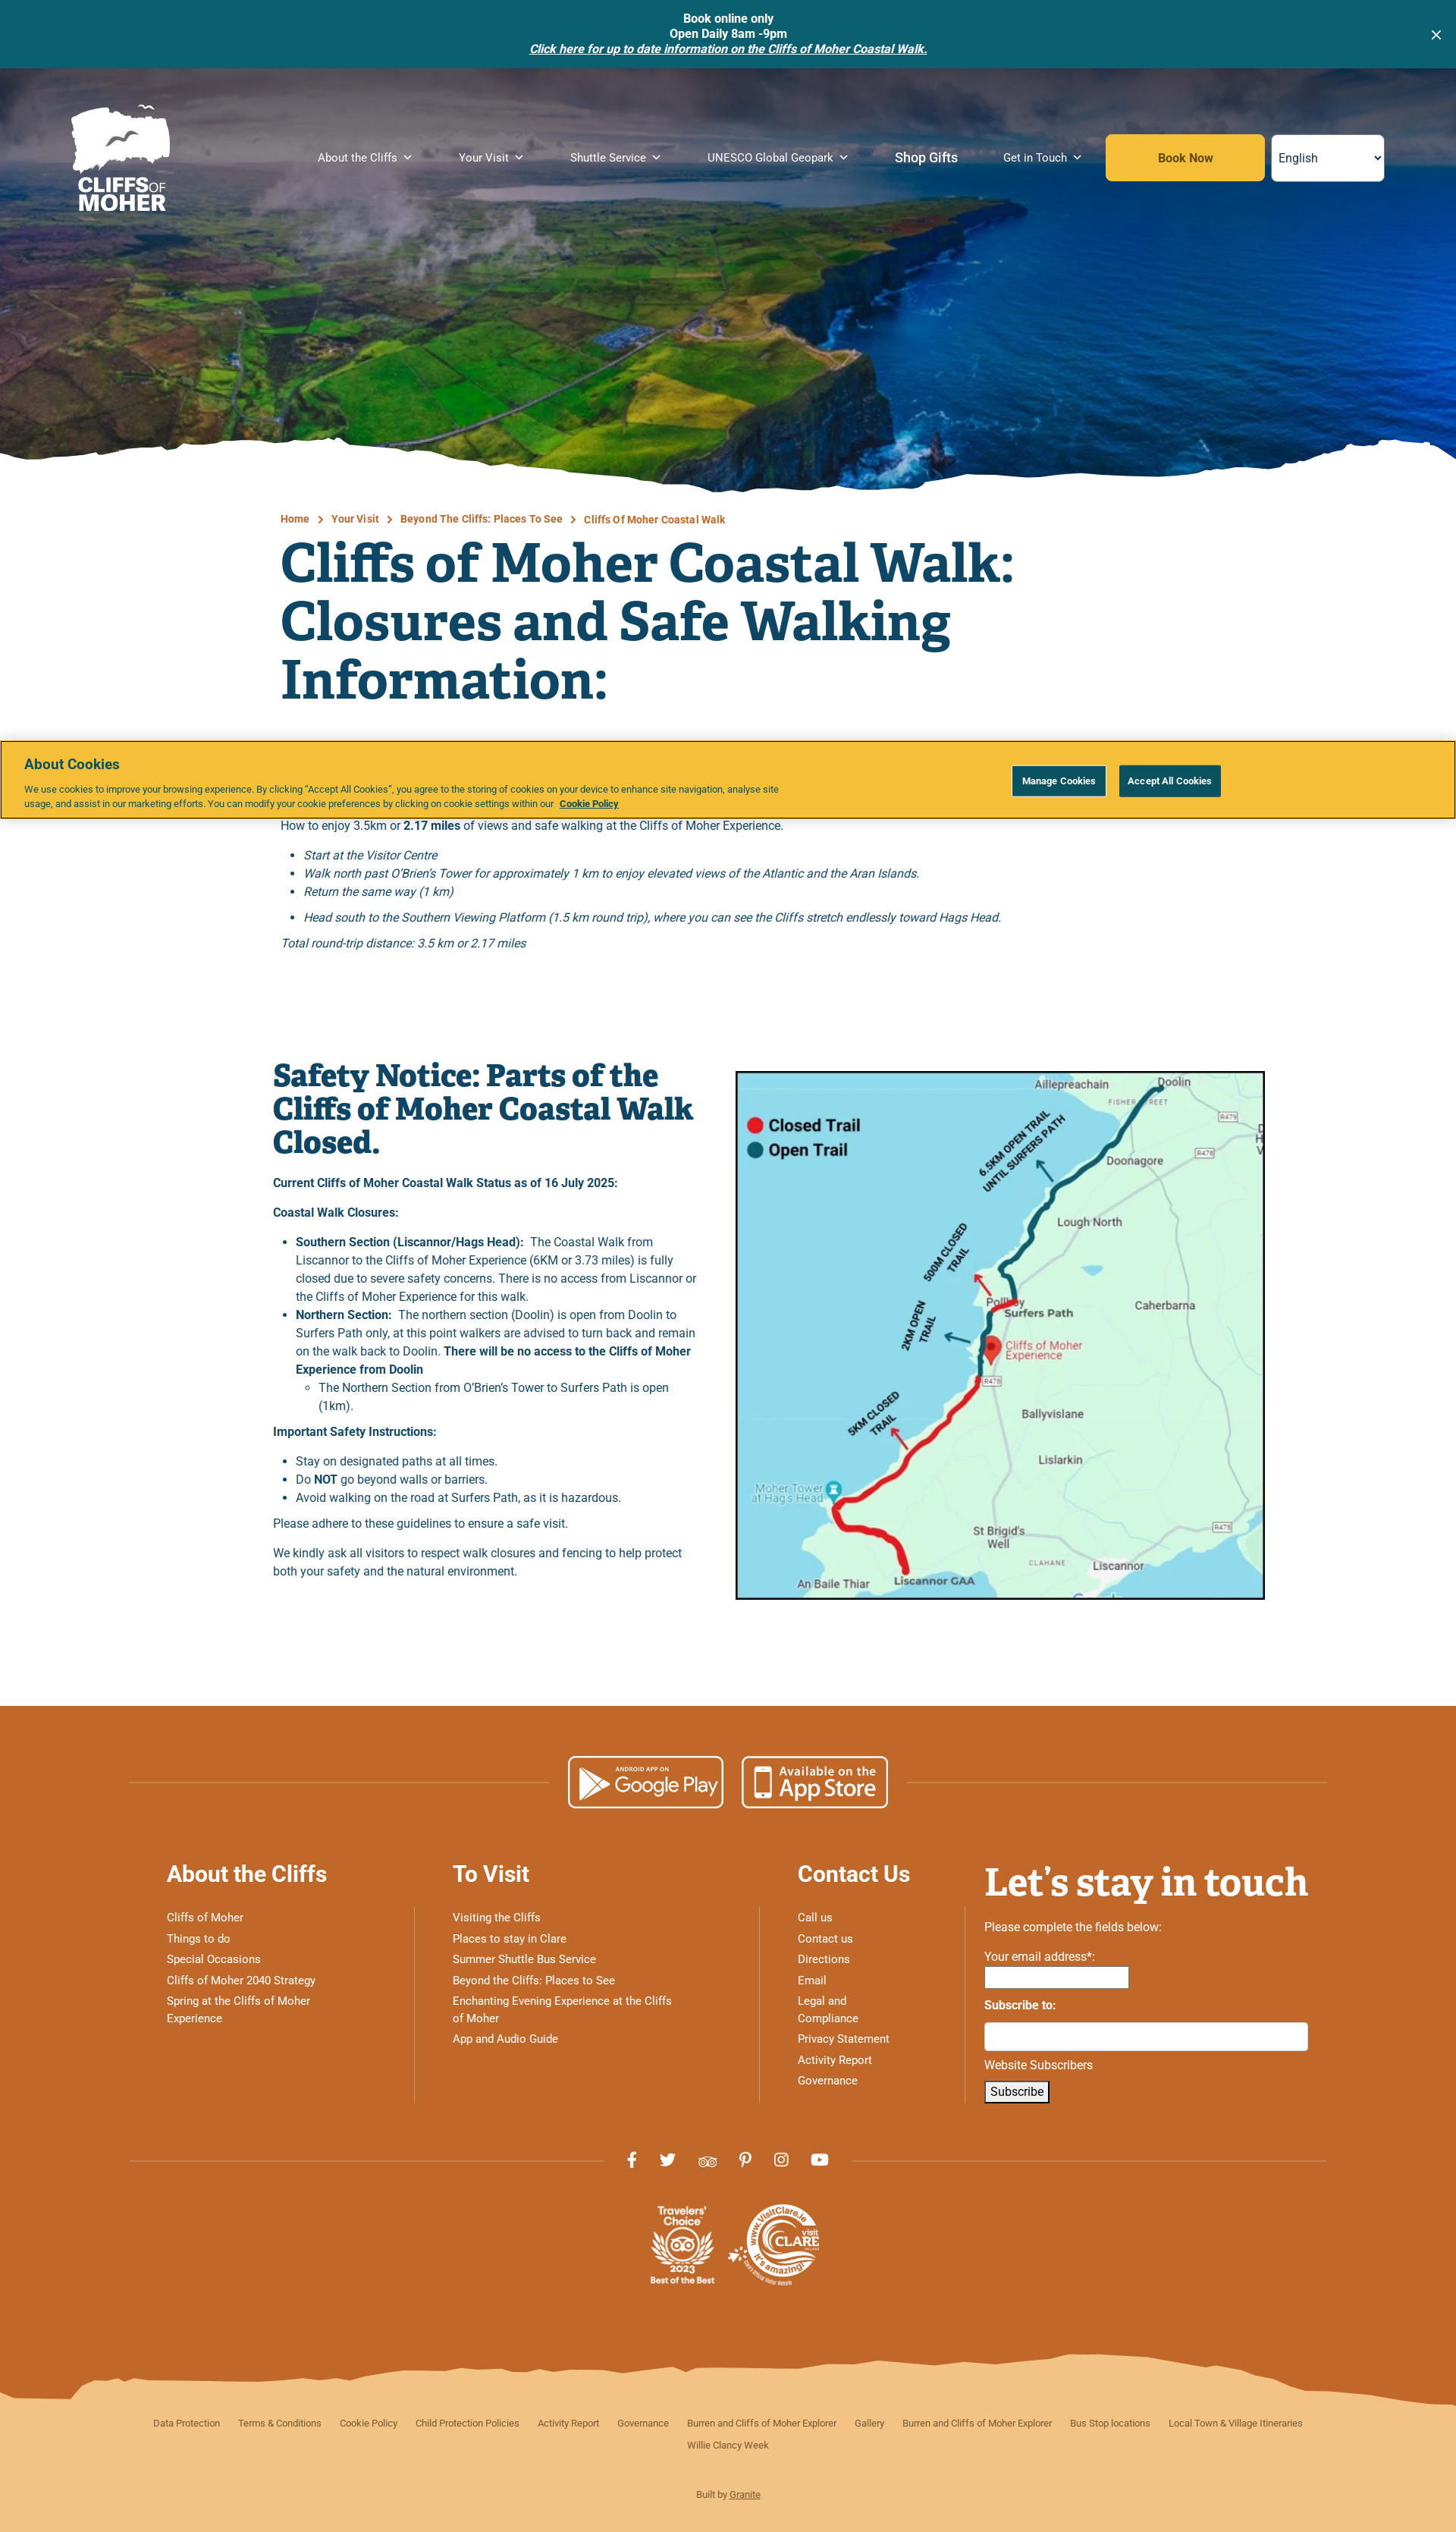 Book online only
Open Daily 8am -9pm
Click here for up to date information on the Cliffs of Moher Coastal Walk.
CLIFFS OF
MOHER
About the Cliffs
Your Visit
Shuttle Service
UNESCO Global Geopark
Shop Gifts
Get in Touch
Book Now
English
Home
Your Visit
Beyond The Cliffs: Places To See
Cliffs Of Moher Coastal Walk
Cliffs of Moher Coastal Walk:
Closures and Safe Walking
Information:
About Cookies
We use cookies to improve your browsing experience. By clicking “Accept All Cookies”, you agree to the storing of cookies on your device to enhance site navigation, analyse site
usage, and assist in our marketing efforts. You can modify your cookie preferences by clicking on cookie settings within our Cookie Policy
Manage Cookies
Accept All Cookies
How to enjoy 3.5km or 2.17 miles of views and safe walking at the Cliffs of Moher Experience.
Start at the Visitor Centre
Walk north past O’Brien’s Tower for approximately 1 km to enjoy elevated views of the Atlantic and the Aran Islands.
Return the same way (1 km)
Head south to the Southern Viewing Platform (1.5 km round trip), where you can see the Cliffs stretch endlessly toward Hags Head.
Total round-trip distance: 3.5 km or 2.17 miles
Safety Notice: Parts of the
Cliffs of Moher Coastal Walk
Closed.
Current Cliffs of Moher Coastal Walk Status as of 16 July 2025:
Coastal Walk Closures:
Southern Section (Liscannor/Hags Head): The Coastal Walk from
Liscannor to the Cliffs of Moher Experience (6KM or 3.73 miles) is fully
closed due to severe safety concerns. There is no access from Liscannor or
the Cliffs of Moher Experience for this walk.
Northern Section: The northern section (Doolin) is open from Doolin to
Surfers Path only, at this point walkers are advised to turn back and remain
on the walk back to Doolin. There will be no access to the Cliffs of Moher
Experience from Doolin
The Northern Section from O’Brien’s Tower to Surfers Path is open
(1km).
Important Safety Instructions:
Stay on designated paths at all times.
Do NOT go beyond walls or barriers.
Avoid walking on the road at Surfers Path, as it is hazardous.
Please adhere to these guidelines to ensure a safe visit.
We kindly ask all visitors to respect walk closures and fencing to help protect
both your safety and the natural environment.
Aillepreachain
Doolin
FISHER STREET
R479
Closed Trail
Open Trail
6.5KM OPEN TRAIL
UNTIL SURFERS PATH
R478
Doonagore
Lough North
500M CLOSED
TRAIL
Surfers Path
Caherbarna
2KM OPEN
TRAIL
Cliffs of Moher
Experience
R478
Ballyvislane
5KM CLOSED
TRAIL
Lislarkin
Moher Tower
at Hag's Head
St Brigid's
Well
R478
CLAHANE
Liscannor
An Baile Thiar
Liscannor GAA
ANDROID APP ON
Google Play
Available on the
App Store
About the Cliffs
Cliffs of Moher
Things to do
Special Occasions
Cliffs of Moher 2040 Strategy
Spring at the Cliffs of Moher
Experience
To Visit
Visiting the Cliffs
Places to stay in Clare
Summer Shuttle Bus Service
Beyond the Cliffs: Places to See
Enchanting Evening Experience at the Cliffs
of Moher
App and Audio Guide
Contact Us
Call us
Contact us
Directions
Email
Legal and
Compliance
Privacy Statement
Activity Report
Governance
Let’s stay in touch
Please complete the fields below:
Your email address*:
Subscribe to:
Website Subscribers
Subscribe
Travelers’
Choice
2023
Best of the Best
www.VisitClare.ie
visit
CLARE
it's amazing!
Data Protection
Terms & Conditions
Cookie Policy
Child Protection Policies
Activity Report
Governance
Burren and Cliffs of Moher Explorer
Gallery
Burren and Cliffs of Moher Explorer
Bus Stop locations
Local Town & Village Itineraries
Willie Clancy Week
Built by Granite